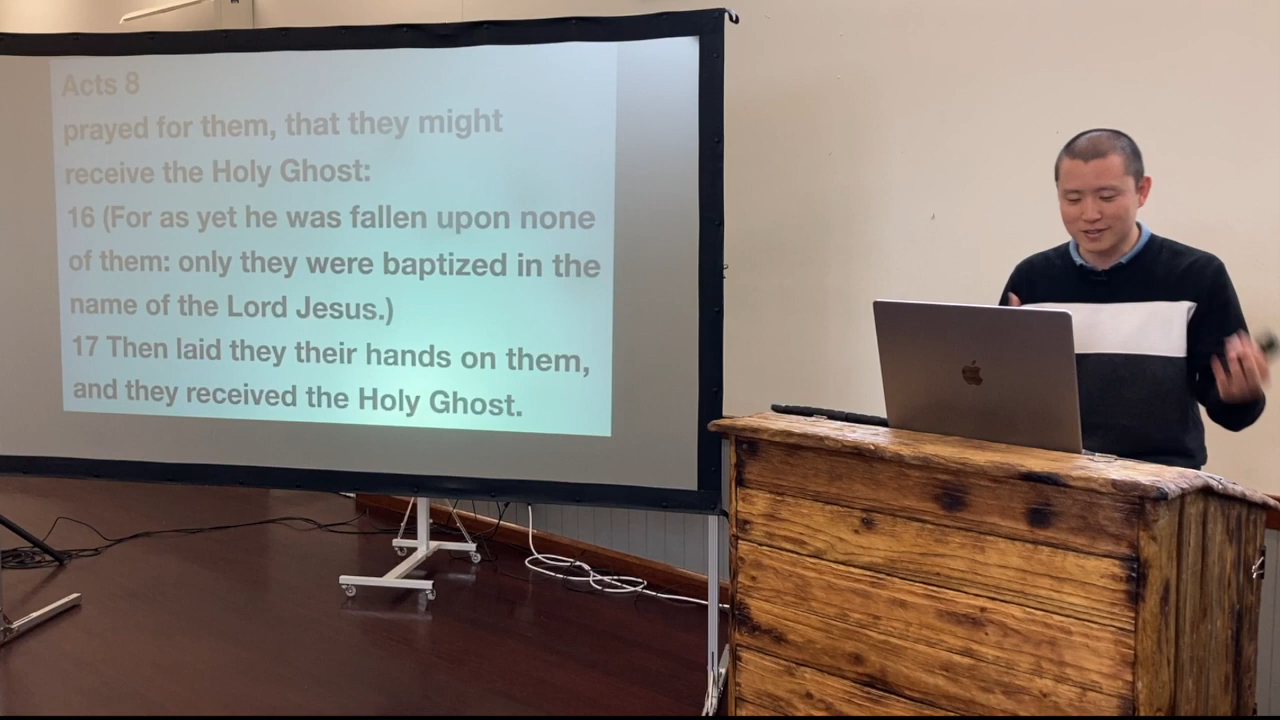 Acts 8
prayed for them, that they might
receive the Holy Ghost:
16 (For as yet he was fallen upon none
of them: only they were baptized in the
name of the Lord Jesus.)
17 Then laid they their hands on them,
and they received the Holy Ghost.